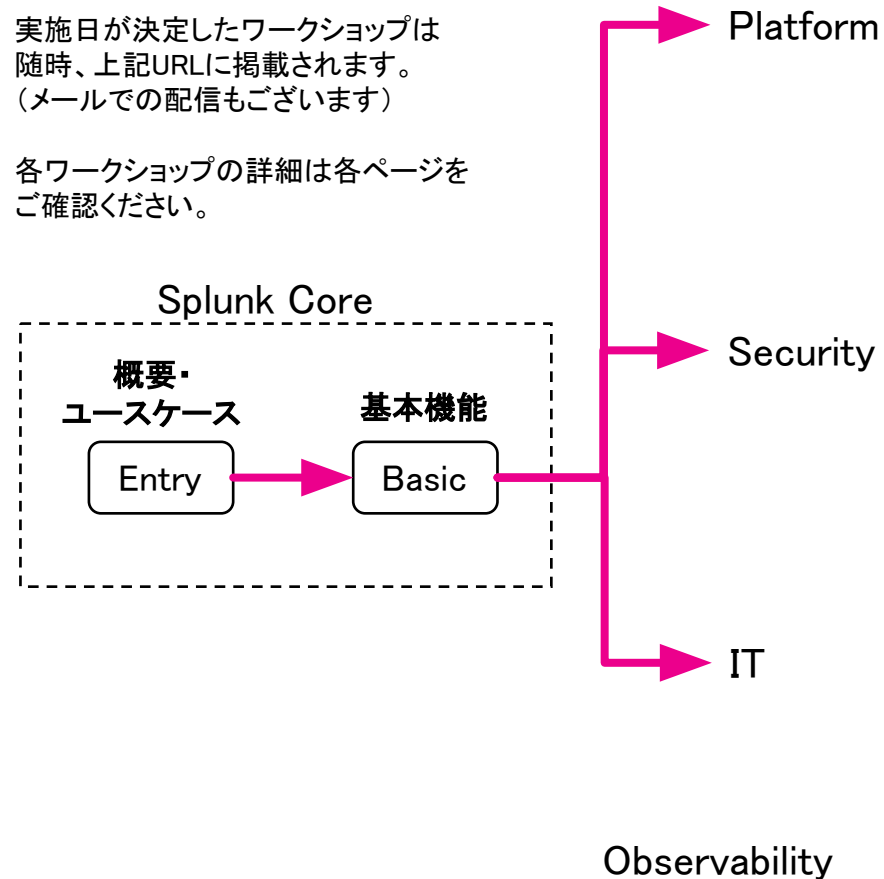 実施日が決定したワークショップは
随時、上記URLに掲載されます。
（メールでの配信もございます）
各ワークショップの詳細は各ページを
ご確認ください。
Platform
Splunk Core
概要・
ユースケース
基本機能
Entry
Basic
Security
IT
Observability